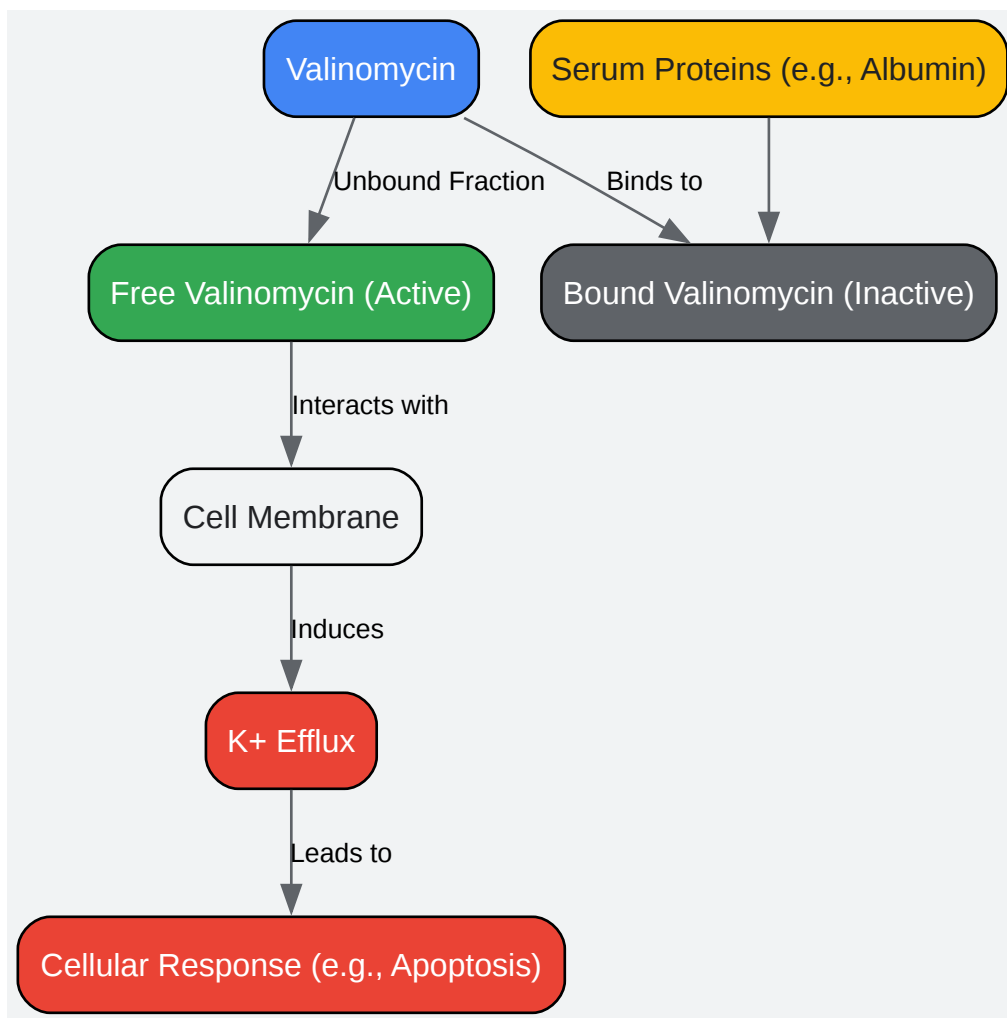 Valinomycin
Serum Proteins (e.g., Albumin)
Unbound Fraction
Binds to
Free Valinomycin (Active)
Bound Valinomycin (Inactive)
Interacts with
Cell Membrane
Induces
K+ Efflux
Leads to
Cellular Response (e.g., Apoptosis)